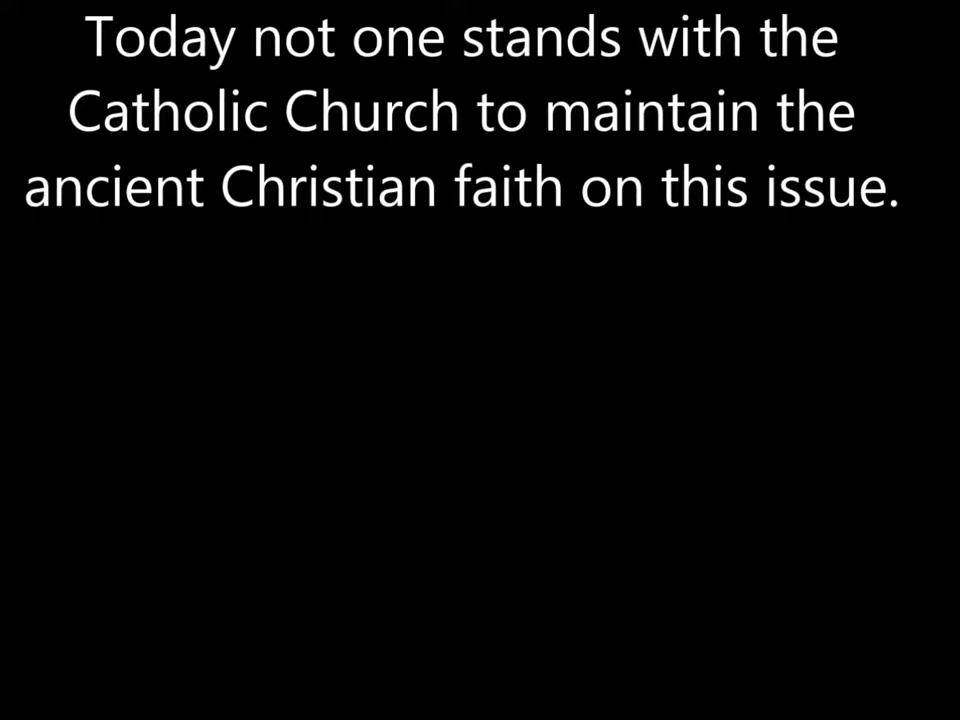 Today not one stands with the
Catholic Church to maintain the
ancient Christian faith on this issue.